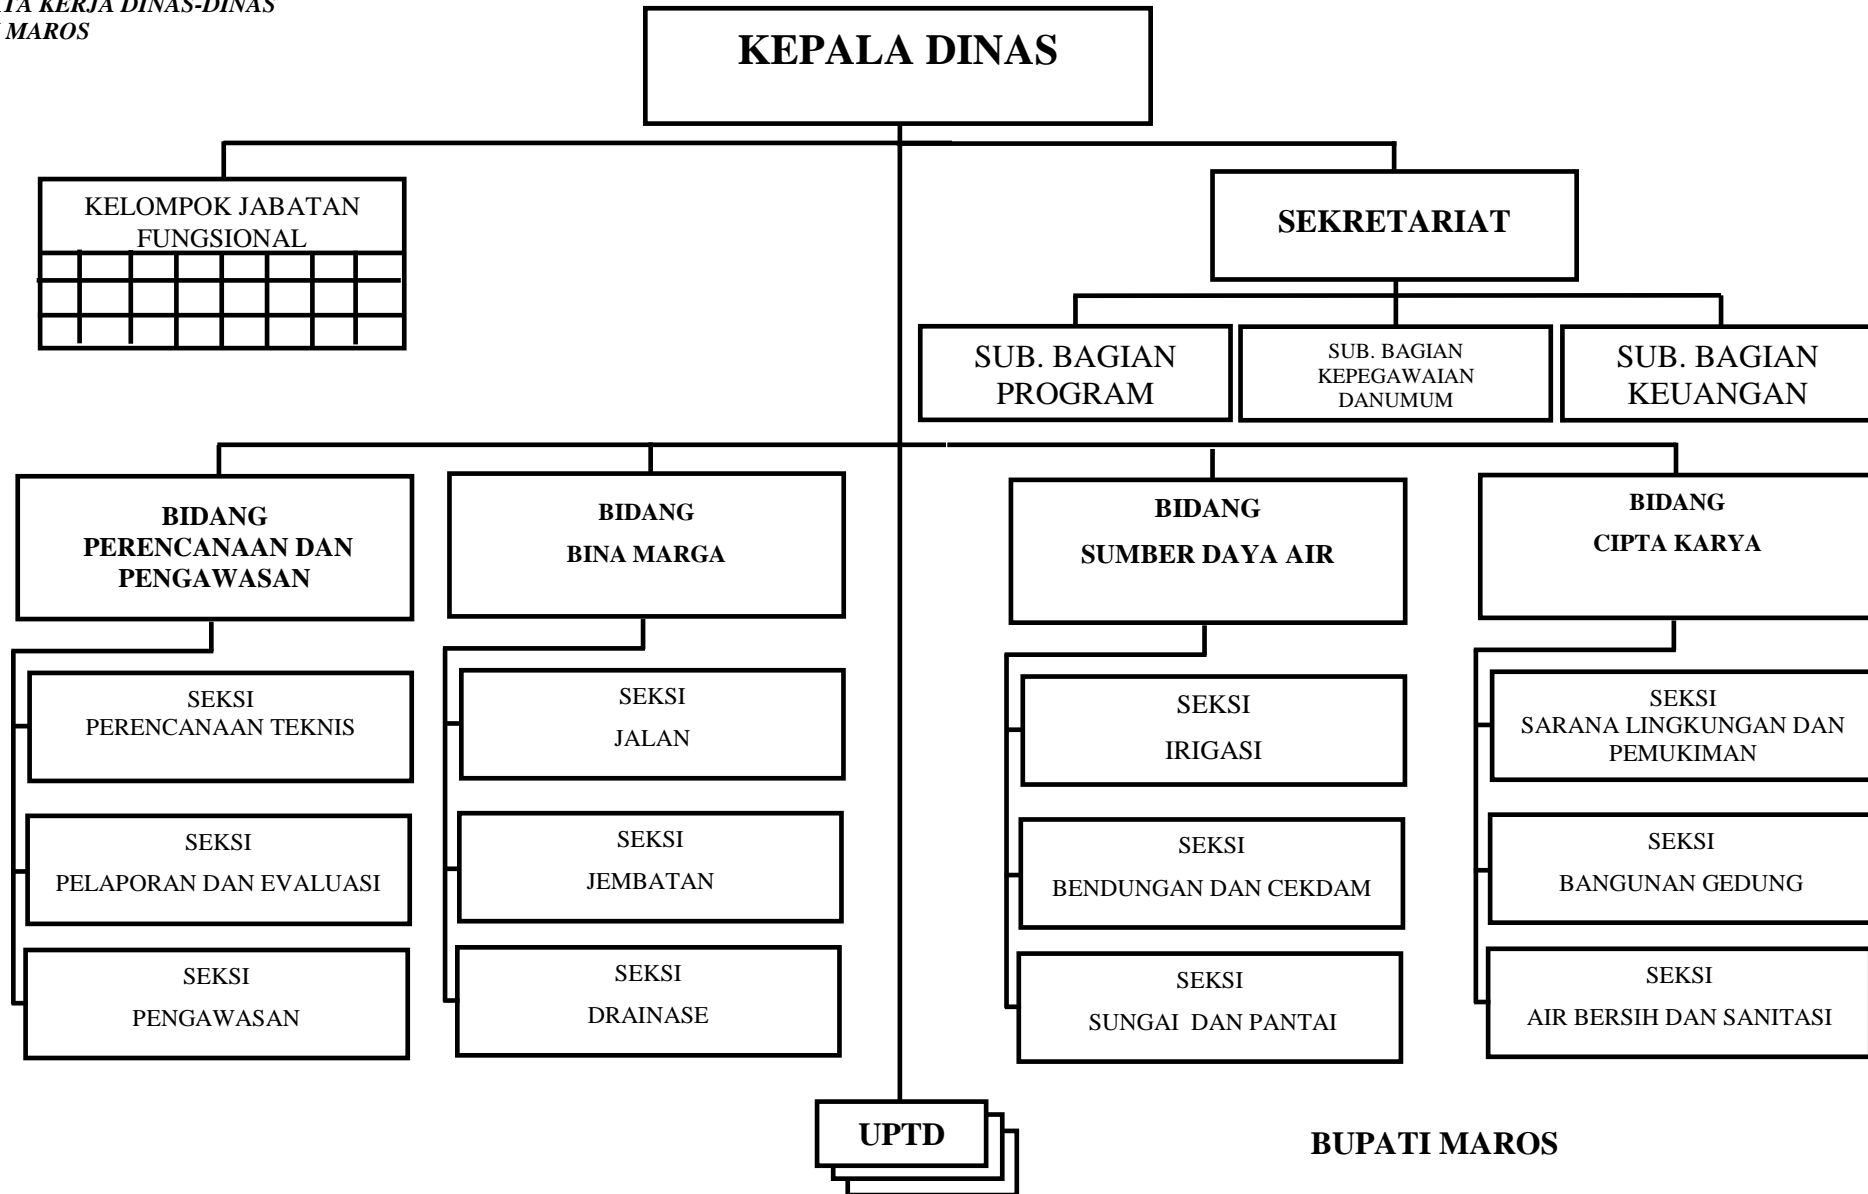 TA KERJA DINAS-DINAS
MAROS
KEPALA DINAS
KELOMPOK JABATAN
FUNGSIONAL
SEKRETARIAT
SUB. BAGIAN
PROGRAM
SUB. BAGIAN
KEPEGAWAIAN
DANUMUM
SUB. BAGIAN
KEUANGAN
BIDANG
PERENCANAAN DAN
PENGAWASAN
BIDANG
BINA MARGA
BIDANG
SUMBER DAYA AIR
BIDANG
CIPTA KARYA
SEKSI
PERENCANAAN TEKNIS
SEKSI
JALAN
SEKSI
IRIGASI
SEKSI
SARANA LINGKUNGAN DAN
PEMUKIMAN
SEKSI
PELAPORAN DAN EVALUASI
SEKSI
JEMBATAN
SEKSI
BENDUNGAN DAN CEKDAM
SEKSI
BANGUNAN GEDUNG
SEKSI
PENGAWASAN
SEKSI
DRAINASE
SEKSI
SUNGAI  DAN PANTAI
SEKSI
AIR BERSIH DAN SANITASI
UPTD
BUPATI MAROS